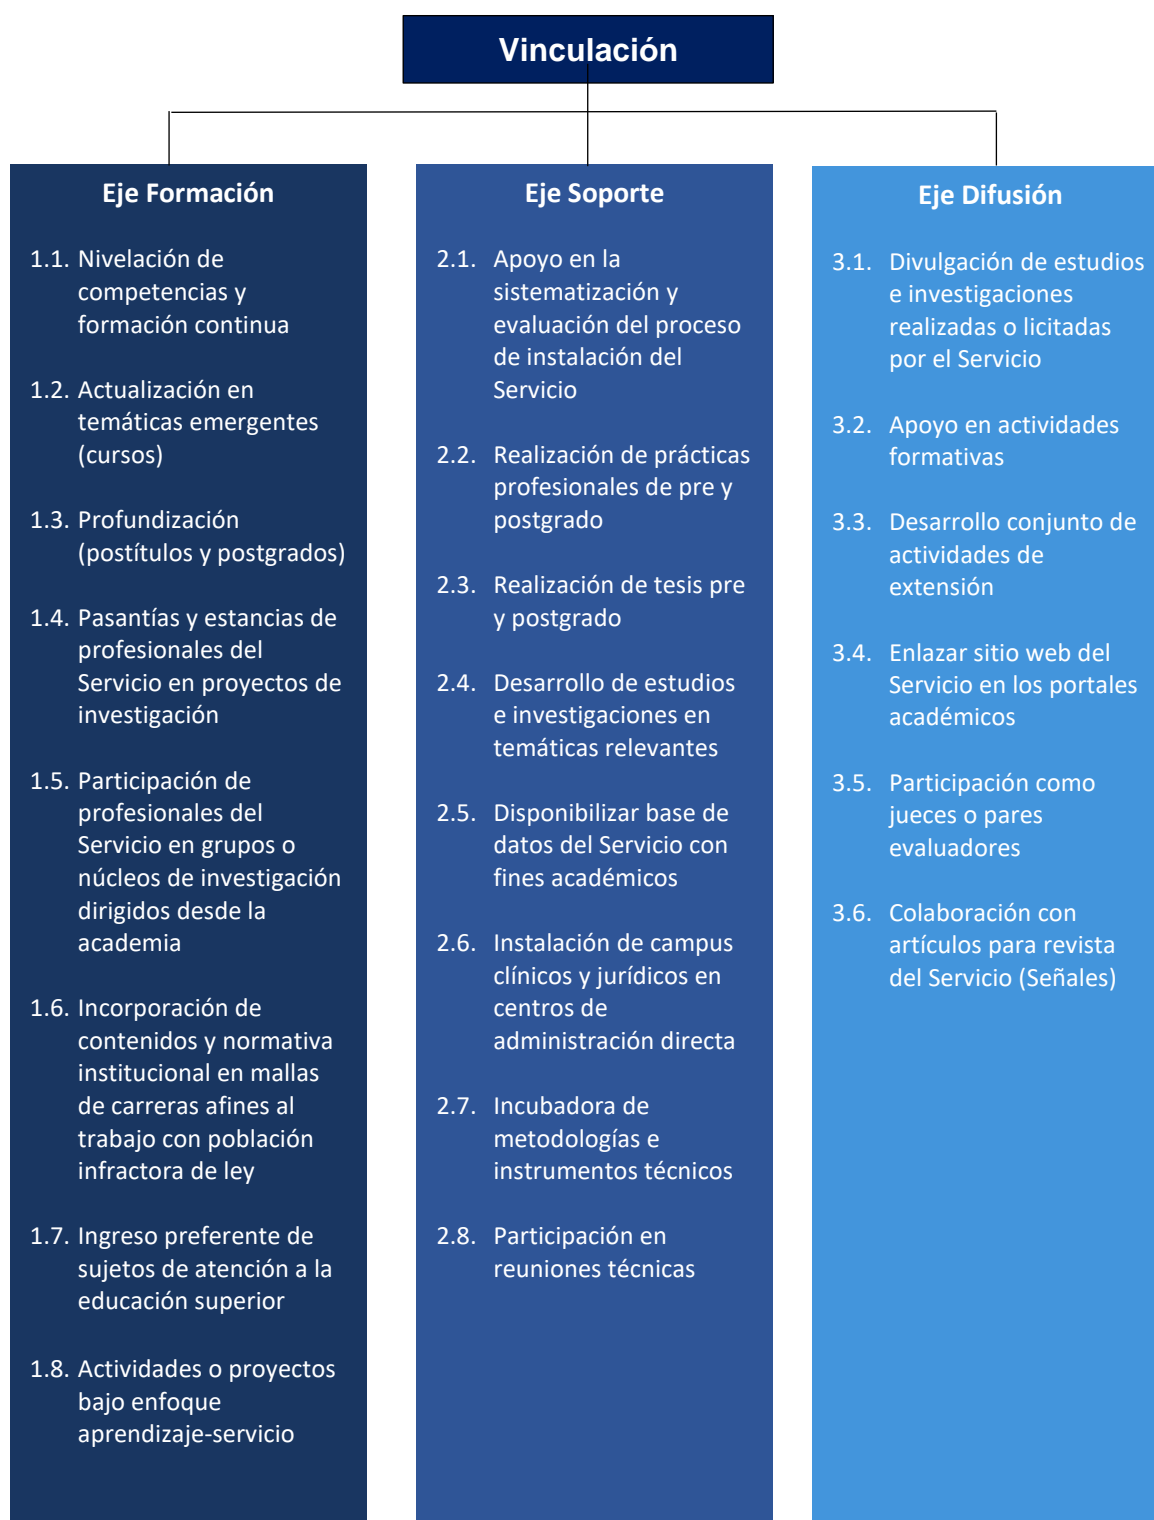 Vinculación
Eje Formación
1.1. Nivelación de
competencias y
formación continua
1.2. Actualización en
temáticas emergentes
(cursos)
1.3. Profundización
(postítulos y postgrados)
1.4. Pasantías y estancias de
profesionales del
Servicio en proyectos de
investigación
1.5. Participación de
profesionales del
Servicio en grupos o
núcleos de investigación
dirigidos desde la
academia
1.6. Incorporación de
contenidos y normativa
institucional en mallas
de carreras afines al
trabajo con población
infractora de ley
1.7. Ingreso preferente de
sujetos de atención a la
educación superior
1.8. Actividades o proyectos
bajo enfoque
aprendizaje-servicio
Eje Soporte
2.1. Apoyo en la
sistematización y
evaluación del proceso
de instalación del
Servicio
2.2. Realización de prácticas
profesionales de pre y
postgrado
2.3. Realización de tesis pre
y postgrado
2.4. Desarrollo de estudios
e investigaciones en
temáticas relevantes
2.5. Disponibilizar base de
datos del Servicio con
fines académicos
2.6. Instalación de campus
clínicos y jurídicos en
centros de
administración directa
2.7. Incubadora de
metodologías e
instrumentos técnicos
2.8. Participación en
reuniones técnicas
Eje Difusión
3.1. Divulgación de estudios
e investigaciones
realizadas o licitadas
por el Servicio
3.2. Apoyo en actividades
formativas
3.3. Desarrollo conjunto de
actividades de
extensión
3.4. Enlazar sitio web del
Servicio en los portales
académicos
3.5. Participación como
jueces o pares
evaluadores
3.6. Colaboración con
artículos para revista
del Servicio (Señales)